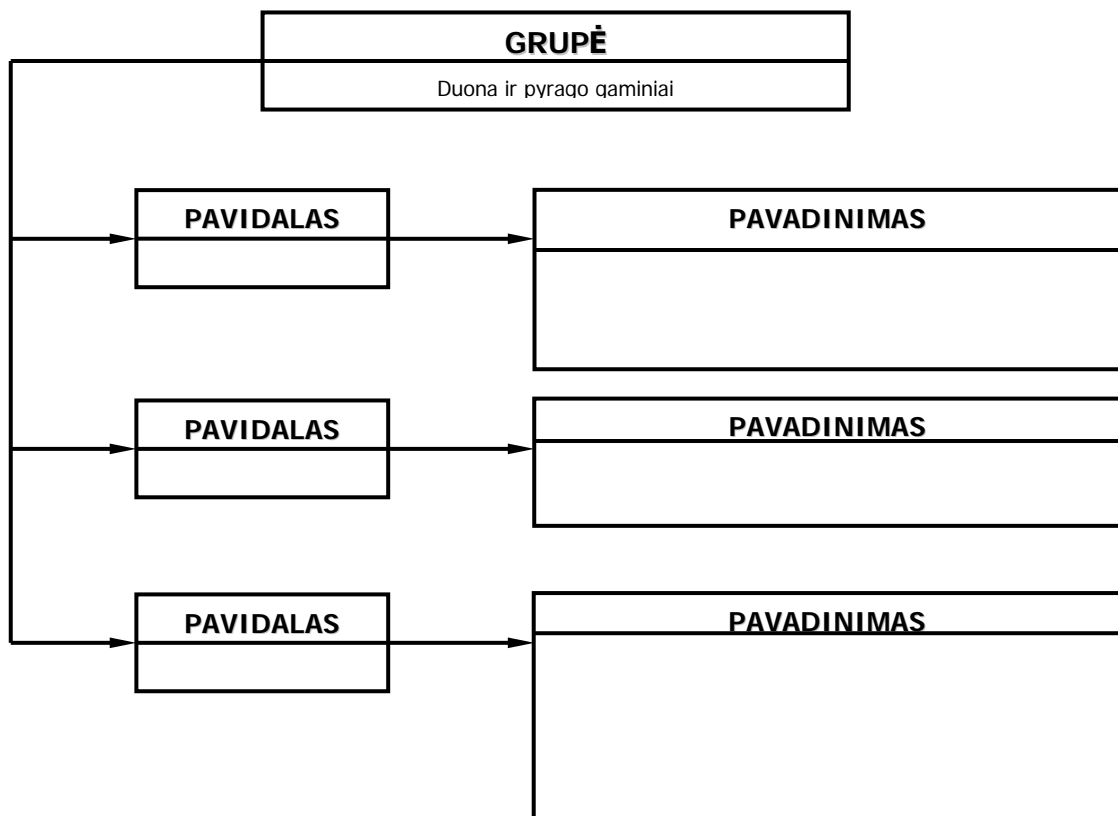 GRUPĖ
Duona ir pyrago gaminiai
PAVIDALAS
PAVADINIMAS
PAVIDALAS
PAVADINIMAS
PAVIDALAS
PAVADINIMAS